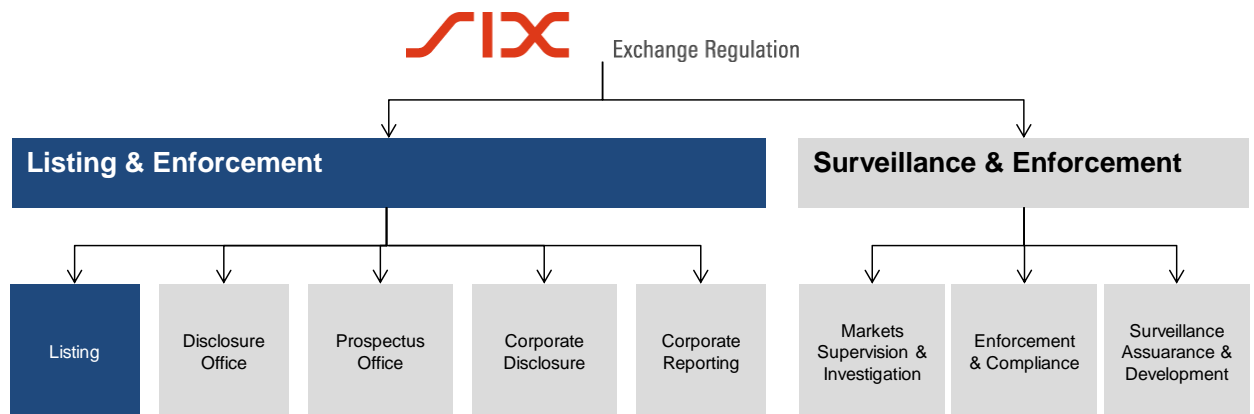 SIX Exchange Regulation
Listing & Enforcement
Surveillance & Enforcement
Listing
Disclosure
Office
Prospectus
Office
Corporate
Disclosure
Corporate
Reporting
Markets
Supervision &
Investigation
Enforcement
& Compliance
Surveillance
Assuarance &
Development